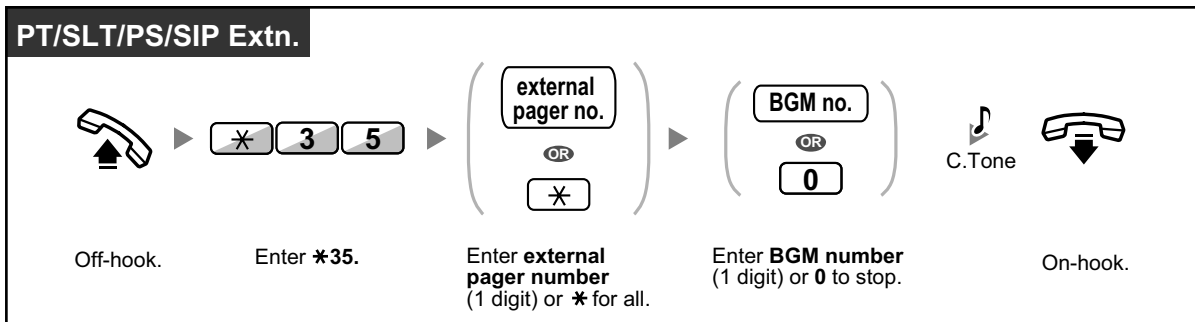 PT/SLT/PS/SIP Extn.
external
pager no.
OR
*
BGM no.
OR
0
* 3 5
C.Tone
Off-hook.
Enter *35.
Enter external
pager number
(1 digit) or * for all.
Enter BGM number
(1 digit) or 0 to stop.
On-hook.